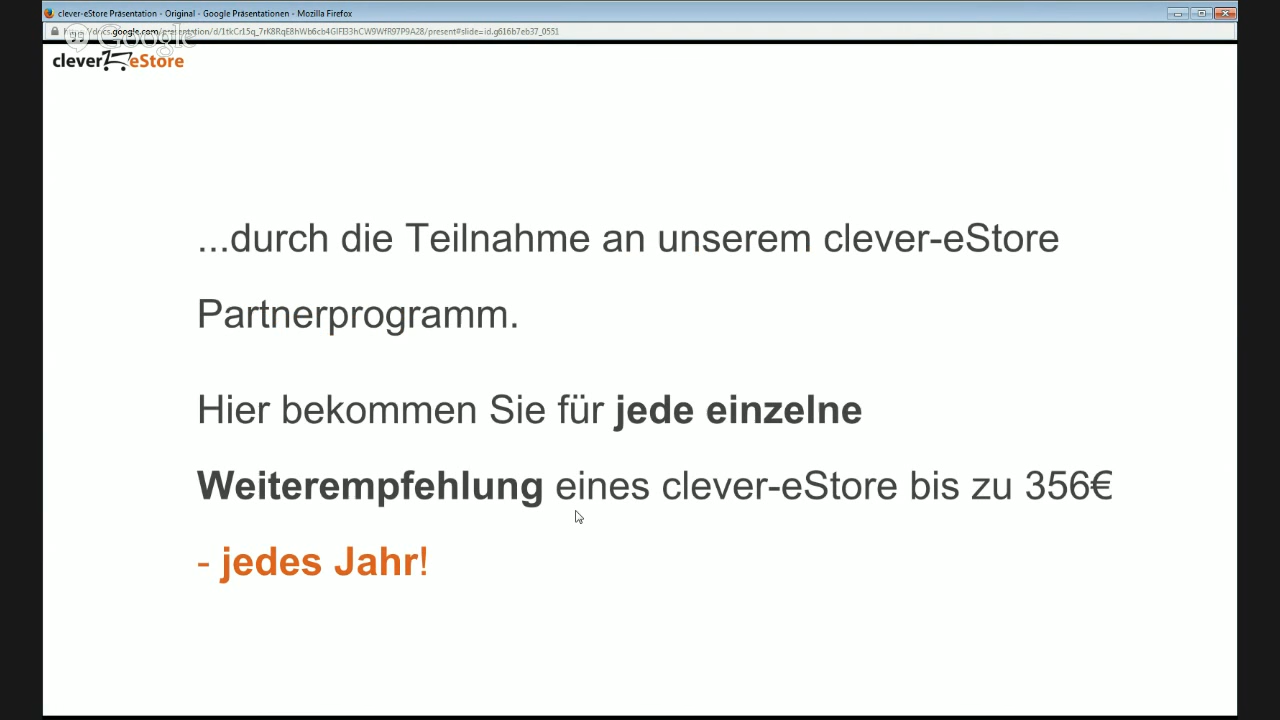 clever-eStore Präsentation - Original - Google Präsentationen - Mozilla Firefox
Google
clever eStore
...durch die Teilnahme an unserem clever-eStore
Partnerprogramm.
Hier bekommen Sie für jede einzelne
Weiterempfehlung eines clever-eStore bis zu 356€
- jedes Jahr!